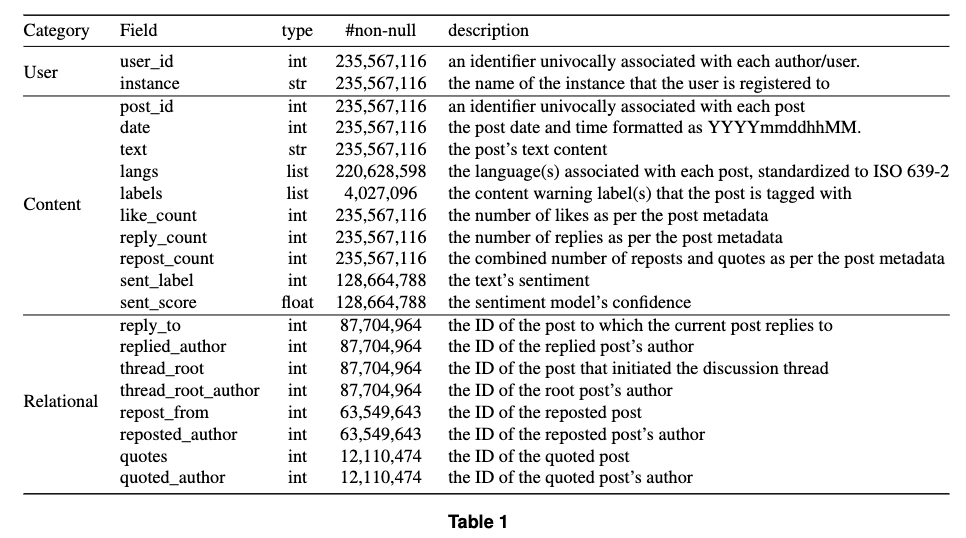 Category Field type #non-null description
User
user_id int 235,567,116 an identifier univocally associated with each author/user.
instance str 235,567,116 the name of the instance that the user is registered to
Content
post_id int 235,567,116 an identifier univocally associated with each post
date int 235,567,116 the post date and time formatted as YYYYmmddhhMM.
text str 235,567,116 the post's text content
langs list 220,628,598 the language(s) associated with each post, standardized to ISO 639-2
labels list 4,027,096 the content warning label(s) that the post is tagged with
like_count int 235,567,116 the number of likes as per the post metadata
reply_count int 235,567,116 the number of replies as per the post metadata
repost_count int 235,567,116 the combined number of reposts and quotes as per the post metadata
sent_label int 128,664,788 the text's sentiment
sent_score float 128,664,788 the sentiment model's confidence
Relational
reply_to int 87,704,964 the ID of the post to which the current post replies to
replied_author int 87,704,964 the ID of the replied post's author
thread_root int 87,704,964 the ID of the post that initiated the discussion thread
thread_root_author int 87,704,964 the ID of the root post's author
repost_from int 63,549,643 the ID of the reposted post
reposted_author int 63,549,643 the ID of the reposted post's author
quotes int 12,110,474 the ID of the quoted post
quoted_author int 12,110,474 the ID of the quoted post's author
Table 1